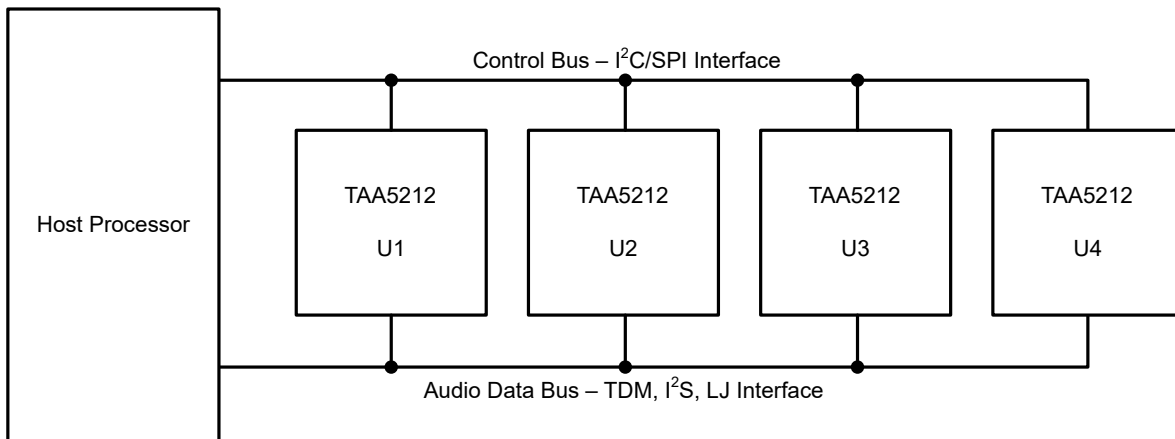 Control Bus – I²C/SPI Interface
Host Processor
TAA5212
U1
TAA5212
U2
TAA5212
U3
TAA5212
U4
Audio Data Bus – TDM, I²S, LJ Interface